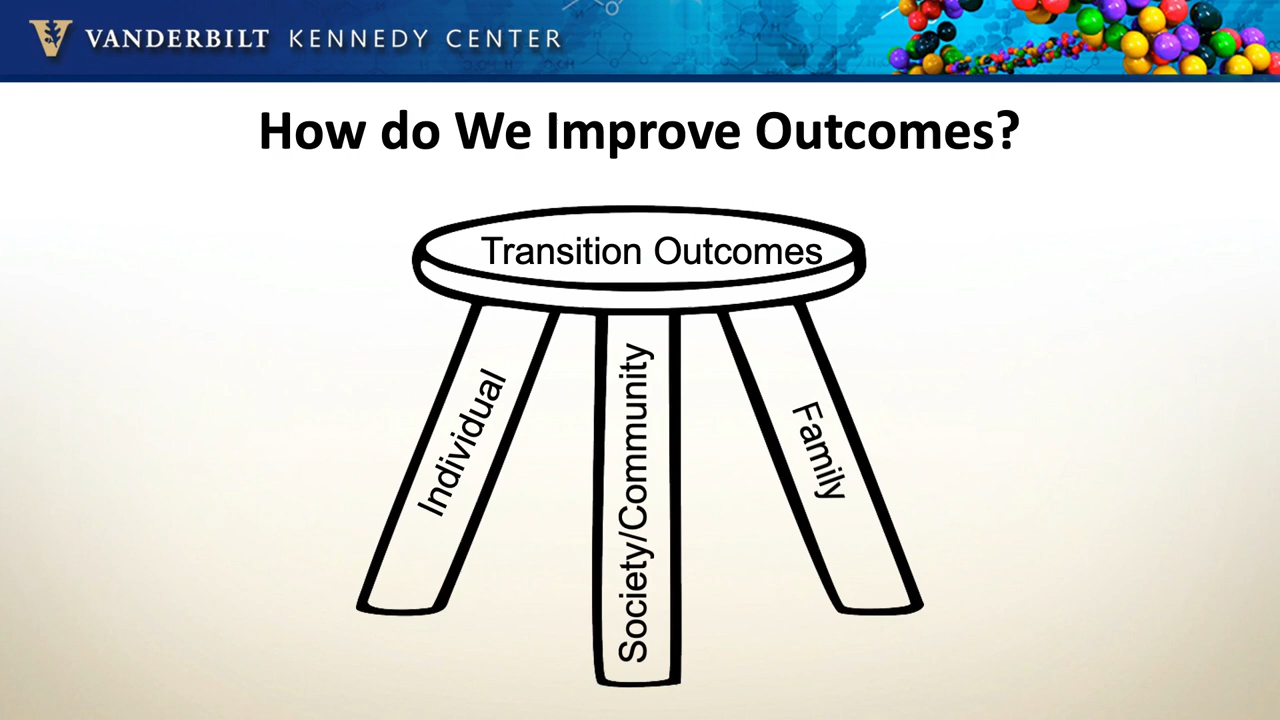 VANDERBILT KENNEDY CENTER
How do We Improve Outcomes?
Transition Outcomes
Individual
Society/Community
Family